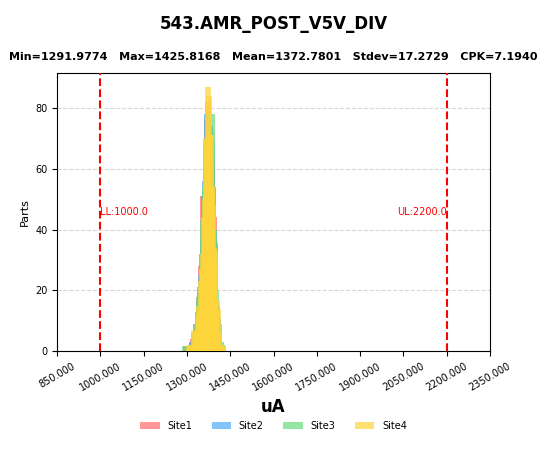 543.AMR_POST_V5V_DIV
Min=1291.9774 Max=1425.8168 Mean=1372.7801 Stdev=17.2729 CPK=7.1940
Parts
80
60
40
20
0
LL:1000.0
UL:2200.0
850.000 1000.000 1150.000 1300.000 1450.000 1600.000 1750.000 1900.000 2050.000 2200.000 2350.000
uA
Site1 Site2 Site3 Site4